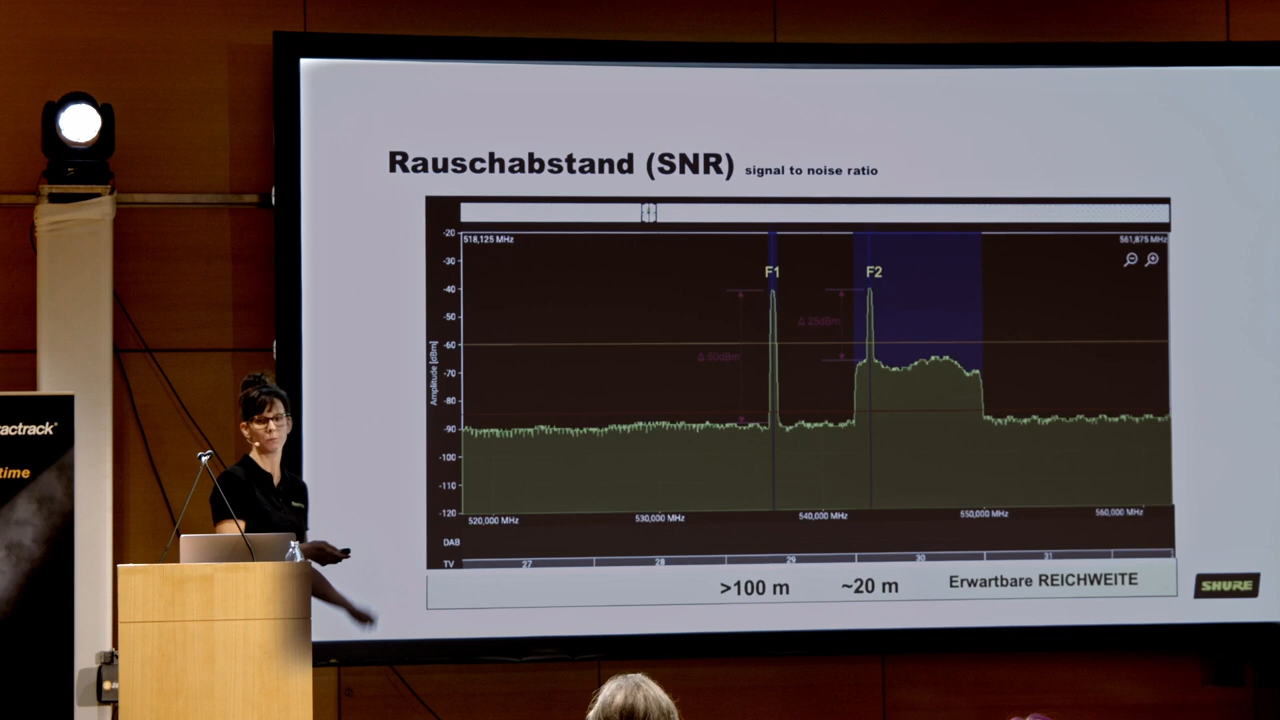 Rauschabstand (SNR) signal to noise ratio
-20
518,125 MHz
561,875 MHz
-30
F1
F2
-40
Δ 25dBm
-50
-60
Δ 50dBm
Amplitude [dBm]
-70
-80
-90
-100
-110
-120
520,000 MHz
530,000 MHz
540,000 MHz
550,000 MHz
560,000 MHz
DAB
TV
27
28
29
30
31
>100 m
~20 m
Erwartbare REICHWEITE
SHURE
actrack®
time